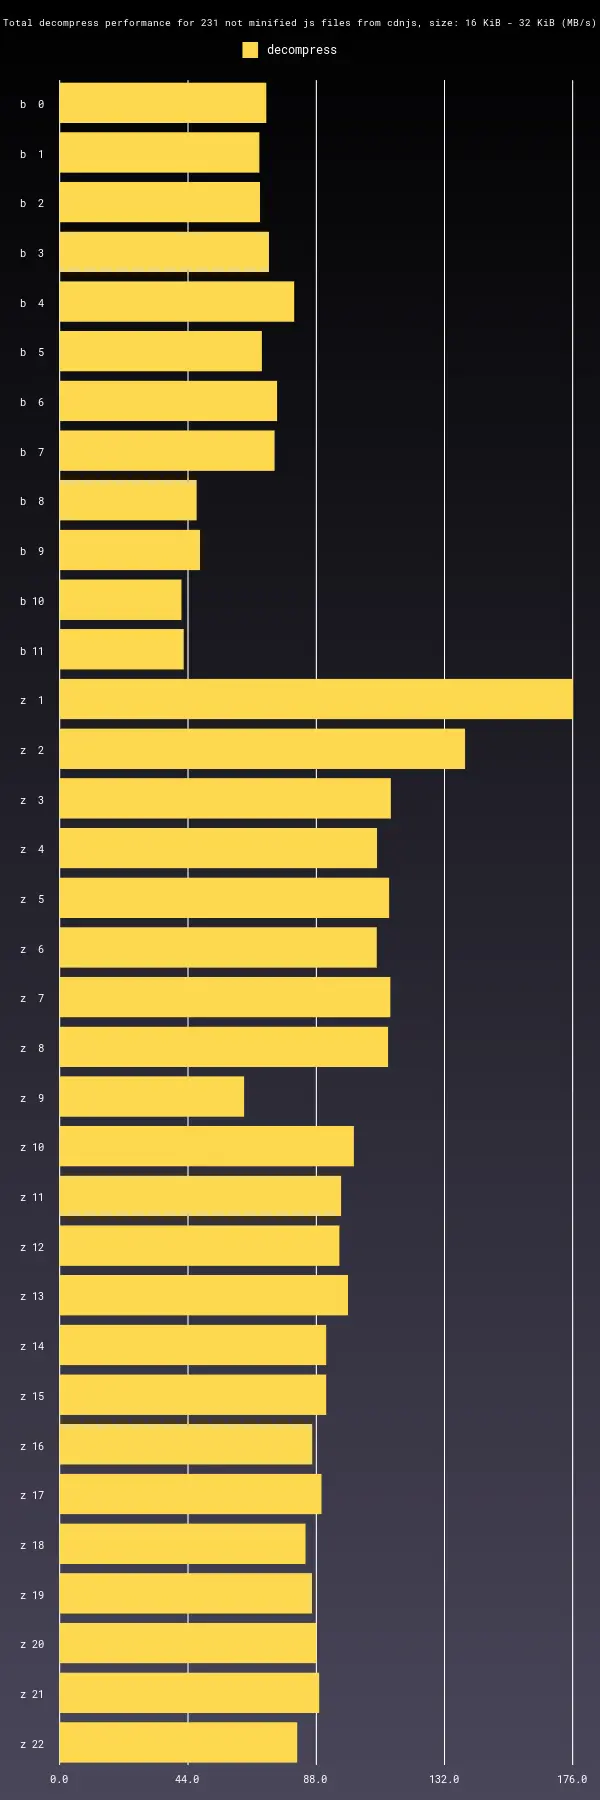 Total decompress performance for 231 not minified js files from cdnjs, size: 16 KiB - 32 KiB (MB/s)
decompress
b 0
b 1
b 2
b 3
b 4
b 5
b 6
b 7
b 8
b 9
b 10
b 11
z 1
z 2
z 3
z 4
z 5
z 6
z 7
z 8
z 9
z 10
z 11
z 12
z 13
z 14
z 15
z 16
z 17
z 18
z 19
z 20
z 21
z 22
0.0 44.0 88.0 132.0 176.0